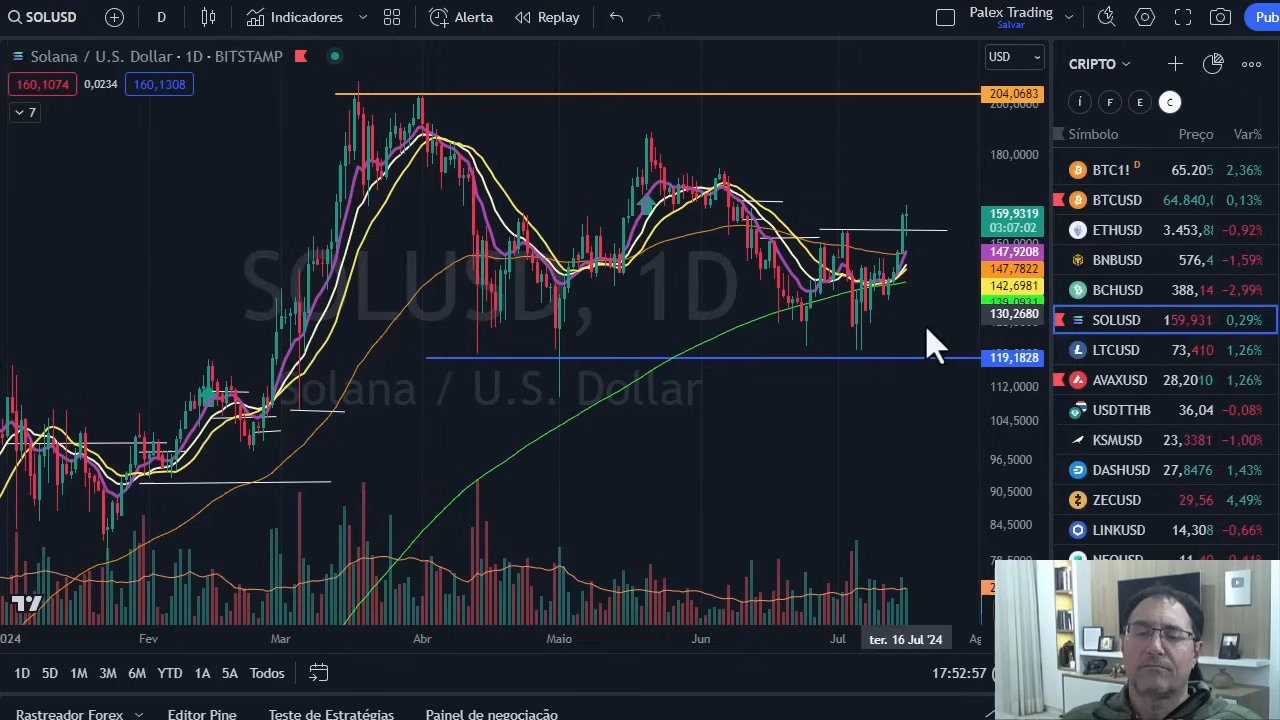 SOLUSD
D
Indicadores
Alerta
Replay
Palex Trading
Salvar
Pub
Solana / U.S. Dollar · 1D · BITSTAMP
160,1074
0,0234
160,1308
7
USD
204,0683
200,0000
180,0000
159,9319
03:07:02
150,0000
147,9208
147,7822
142,6981
139,0931
130,2680
119,1828
112,0000
104,5000
96,5000
90,5000
84,5000
78,5000
2
SOLUSD, 1D
Solana / U.S. Dollar
2024
Fev
Mar
Abr
Maio
Jun
Jul
ter. 16 Jul '24
Ag
1D 5D 1M 3M 6M YTD 1A 5A Todos
17:52:57 (
Rastreador Forex
Editor Pine
Teste de Estratégias
Painel de negociação
CRIPTO
i F E C
Símbolo Preço Var%
BTC1! D 65.205 2,36%
BTCUSD 64.840,0 0,13%
ETHUSD 3.453,8 −0,92%
BNBUSD 576,4 −1,59%
BCHUSD 388,14 −2,99%
SOLUSD 159,931 0,29%
LTCUSD 73,410 1,26%
AVAXUSD 28,2010 1,26%
USDTTHB 36,04 −0,08%
KSMUSD 23,3381 −1,00%
DASHUSD 27,8476 1,43%
ZECUSD 29,56 4,49%
LINKUSD 14,308 −0,66%
NEOUSD 11,40 −0,41%